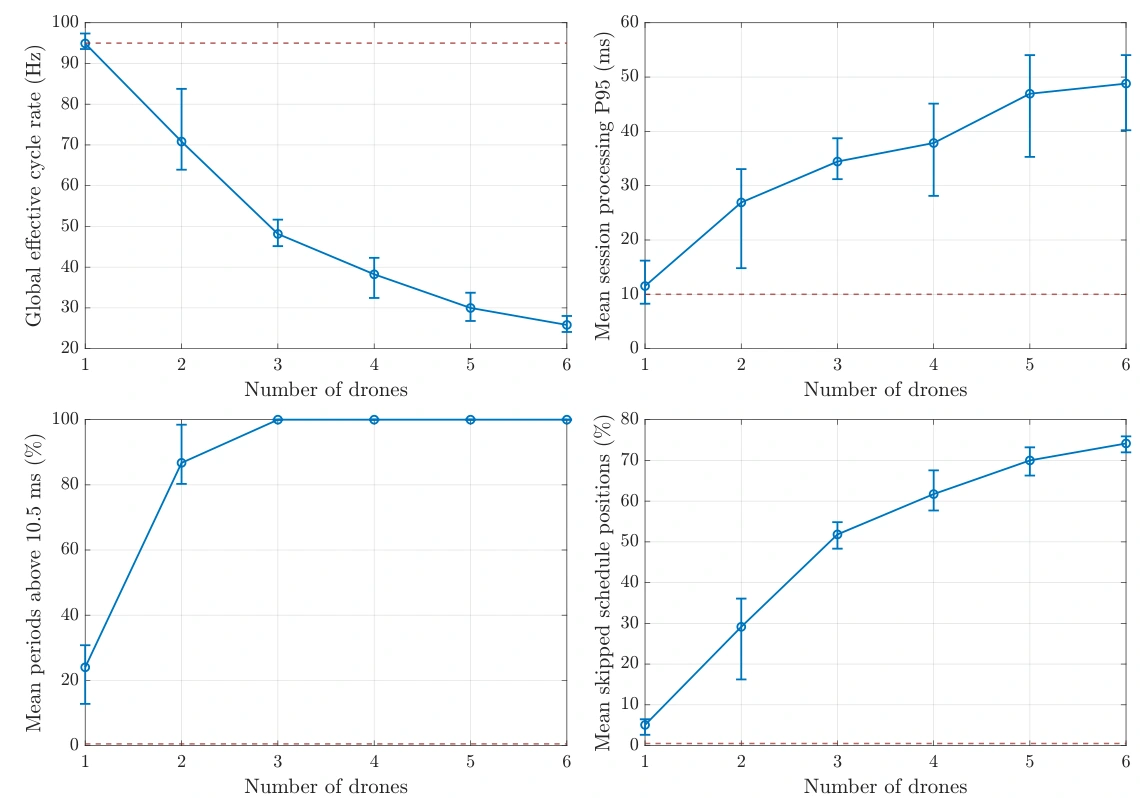 Global effective cycle rate (Hz)
100
90
80
70
60
50
40
30
20
1 2 3 4 5 6
Number of drones
Mean session processing P95 (ms)
60
50
40
30
20
10
0
1 2 3 4 5 6
Number of drones
Mean periods above 10.5 ms (%)
100
80
60
40
20
0
1 2 3 4 5 6
Number of drones
Mean skipped schedule positions (%)
80
70
60
50
40
30
20
10
0
1 2 3 4 5 6
Number of drones